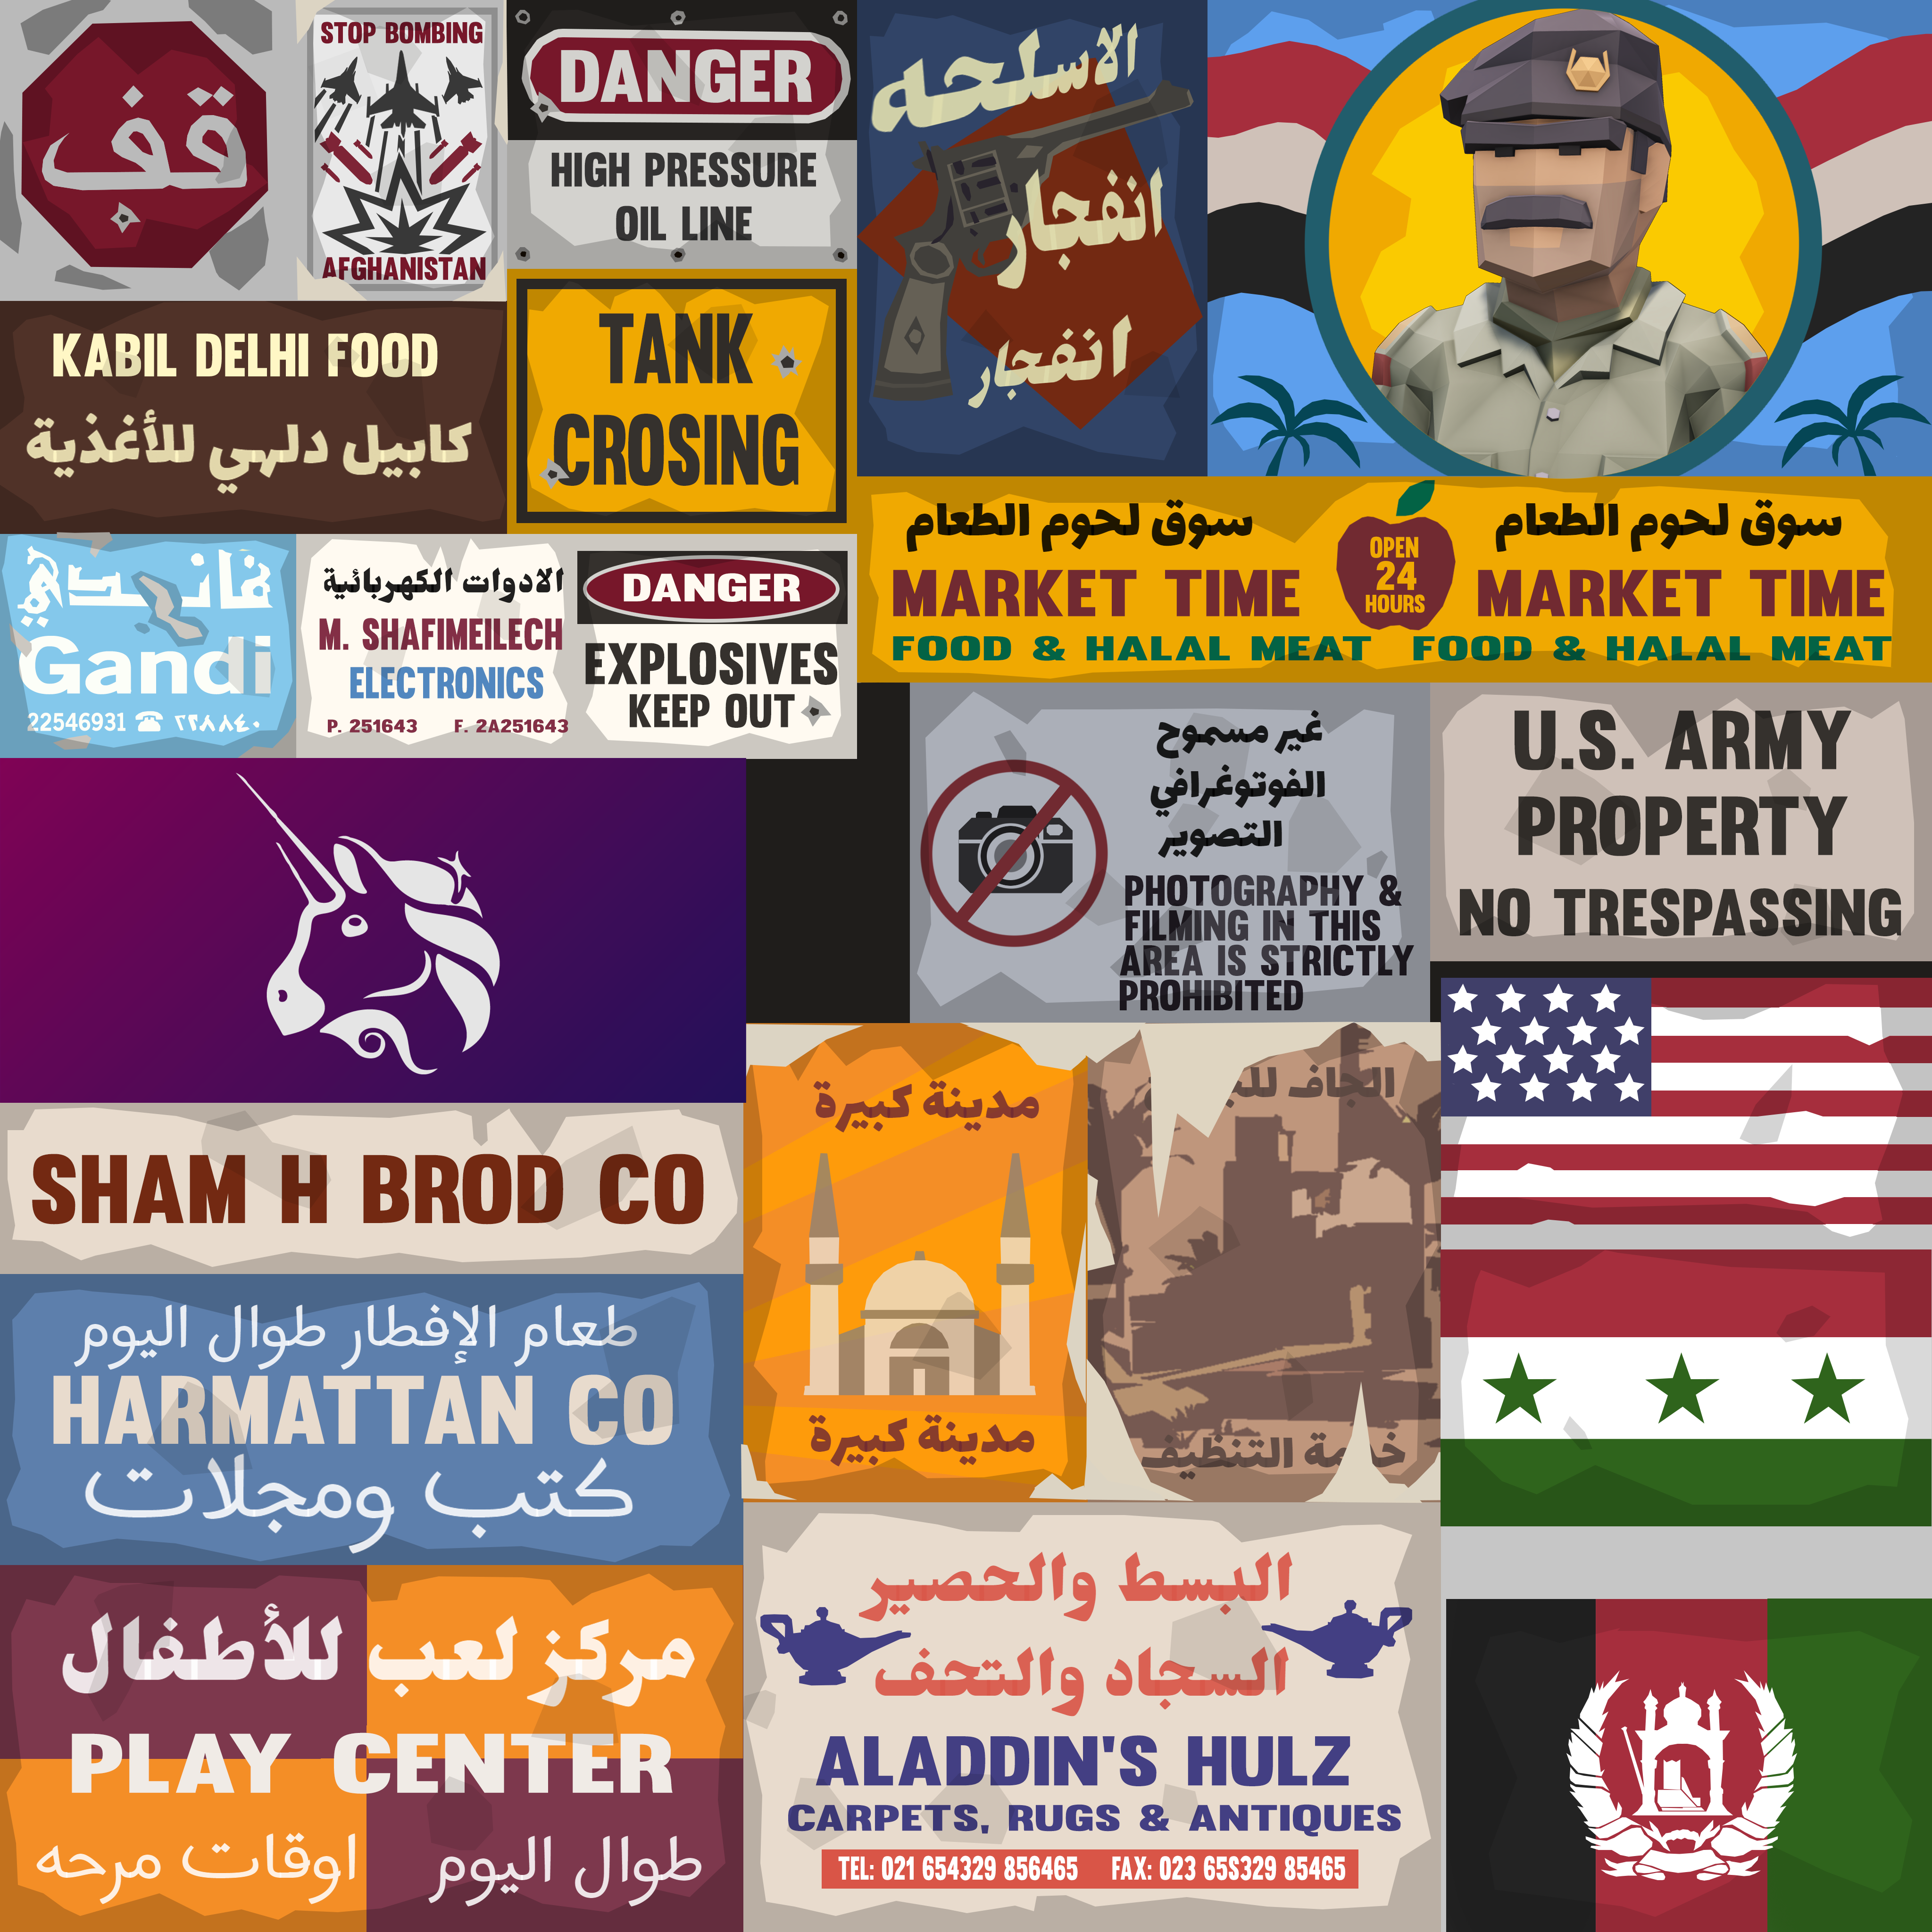 قف
STOP BOMBING
AFGHANISTAN
DANGER
HIGH PRESSURE
OIL LINE
الاسلحه
انفجار
انفجار
KABIL DELHI FOOD
كابيل دلهي للأغذية
TANK
CROSING
سوق لحوم الطعام
MARKET TIME
FOOD & HALAL MEAT
OPEN
24
HOURS
سوق لحوم الطعام
MARKET TIME
FOOD & HALAL MEAT
غانددي
Gandi
22546931 ☎ ٢٢٨٨٤٠
الادوات الكهربائية
M. SHAFIMEILECH
ELECTRONICS
P. 251643 F. 2A251643
DANGER
EXPLOSIVES
KEEP OUT
غير مسموح
الفوتوغرافي
التصوير
PHOTOGRAPHY &
FILMING IN THIS
AREA IS STRICTLY
PROHIBITED
U.S. ARMY
PROPERTY
NO TRESPASSING
SHAM H BROD CO
مدينة كبيرة
مدينة كبيرة
الجاف
التنظيف
طعام الإفطار طوال اليوم
HARMATTAN CO
كتب ومجلات
مركز لعب للأطفال
PLAY CENTER
طوال اليوم اوقات مرحه
البسط والحصير
السجاد والتحف
ALADDIN'S HULZ
CARPETS, RUGS & ANTIQUES
TEL: 021 654329 856465 FAX: 023 65S329 85465